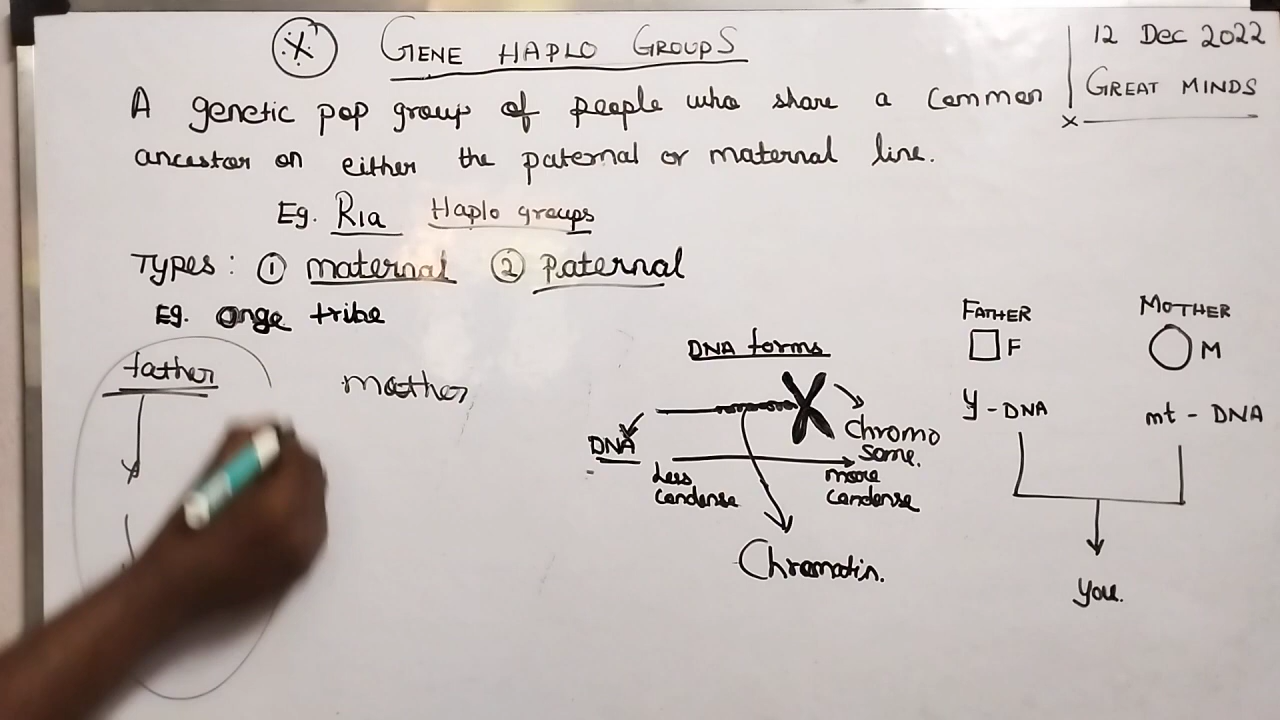 GENE HAPLO GROUPS
12 Dec 2022
GREAT MINDS
A genetic pop group of people who share a common
ancestor on either the paternal or maternal line.
Eg. R1a Haplo groups
TYPES: ① maternal ② paternal
Eg. onge tribe
father
mother
DNA forms
DNA
Chromo
some.
Less
condense
more
condense
Chromatin.
FATHER
F
MOTHER
M
Y-DNA
mt - DNA
You.